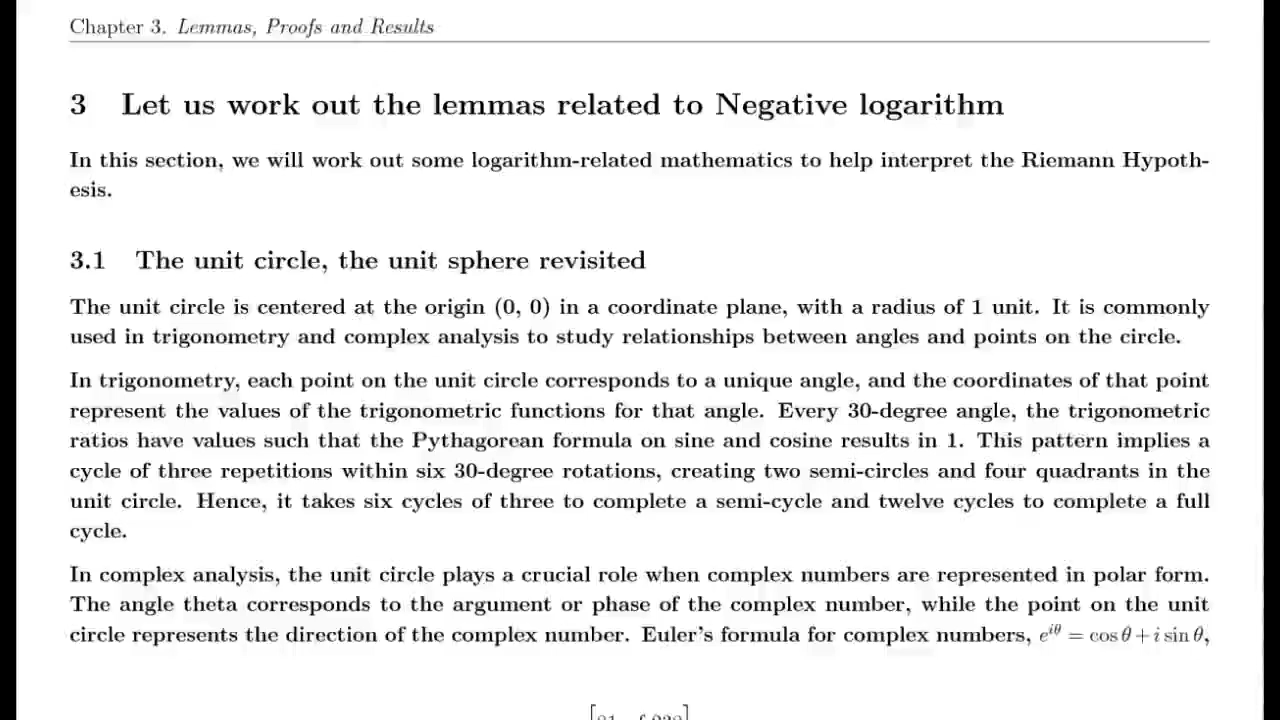 Chapter 3. Lemmas, Proofs and Results
3 Let us work out the lemmas related to Negative logarithm
In this section, we will work out some logarithm-related mathematics to help interpret the Riemann Hypoth-
esis.
3.1 The unit circle, the unit sphere revisited
The unit circle is centered at the origin (0, 0) in a coordinate plane, with a radius of 1 unit. It is commonly
used in trigonometry and complex analysis to study relationships between angles and points on the circle.
In trigonometry, each point on the unit circle corresponds to a unique angle, and the coordinates of that point
represent the values of the trigonometric functions for that angle. Every 30-degree angle, the trigonometric
ratios have values such that the Pythagorean formula on sine and cosine results in 1. This pattern implies a
cycle of three repetitions within six 30-degree rotations, creating two semi-circles and four quadrants in the
unit circle. Hence, it takes six cycles of three to complete a semi-cycle and twelve cycles to complete a full
cycle.
In complex analysis, the unit circle plays a crucial role when complex numbers are represented in polar form.
The angle theta corresponds to the argument or phase of the complex number, while the point on the unit
circle represents the direction of the complex number. Euler's formula for complex numbers, e^{iθ} = cos θ + i sin θ,